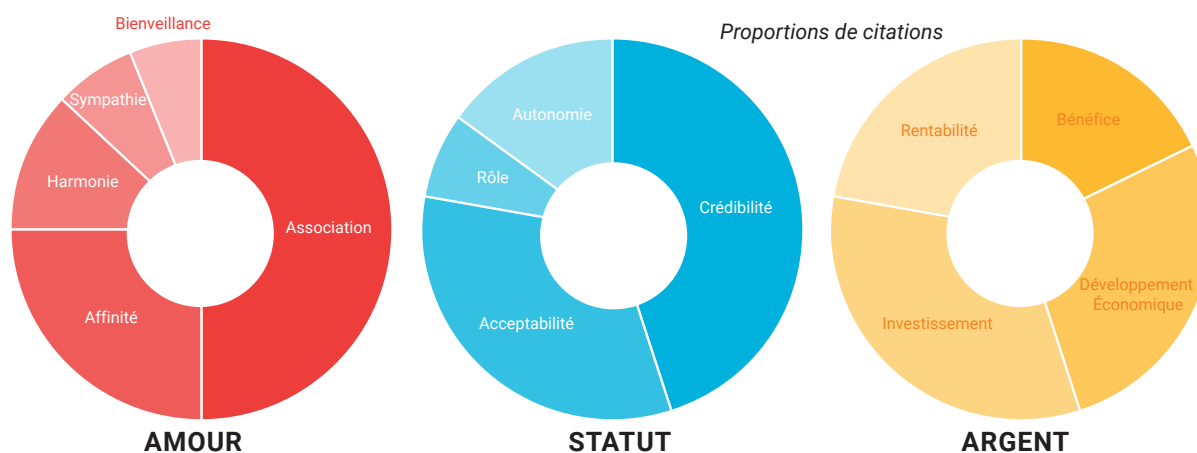 Proportions de citations
Bienveillance
Sympathie
Harmonie
Association
Affinité
AMOUR
Autonomie
Rôle
Crédibilité
Acceptabilité
STATUT
Rentabilité
Bénéfice
Développement
Économique
Investissement
ARGENT